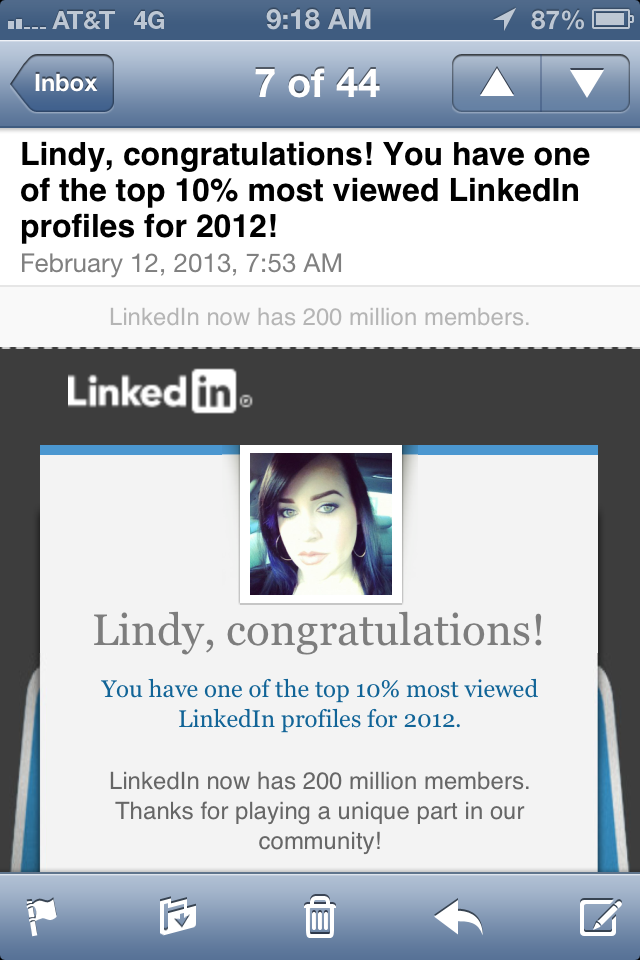 AT&T 4G 9:18 AM 87%
Inbox 7 of 44
Lindy, congratulations! You have one
of the top 10% most viewed LinkedIn
profiles for 2012!
February 12, 2013, 7:53 AM
LinkedIn now has 200 million members.
Linked in ®
Lindy, congratulations!
You have one of the top 10% most viewed
LinkedIn profiles for 2012.
LinkedIn now has 200 million members.
Thanks for playing a unique part in our
community!